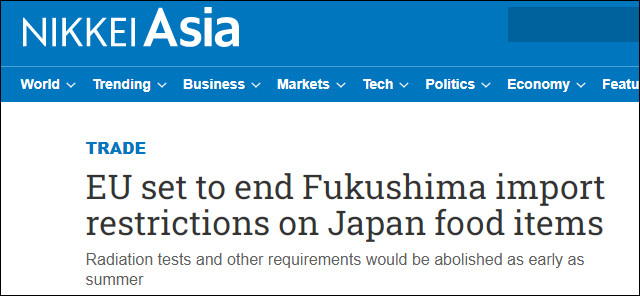 NIKKEI Asia
World Trending Business Markets Tech Politics Economy Featu
TRADE
EU set to end Fukushima import
restrictions on Japan food items
Radiation tests and other requirements would be abolished as early as
summer